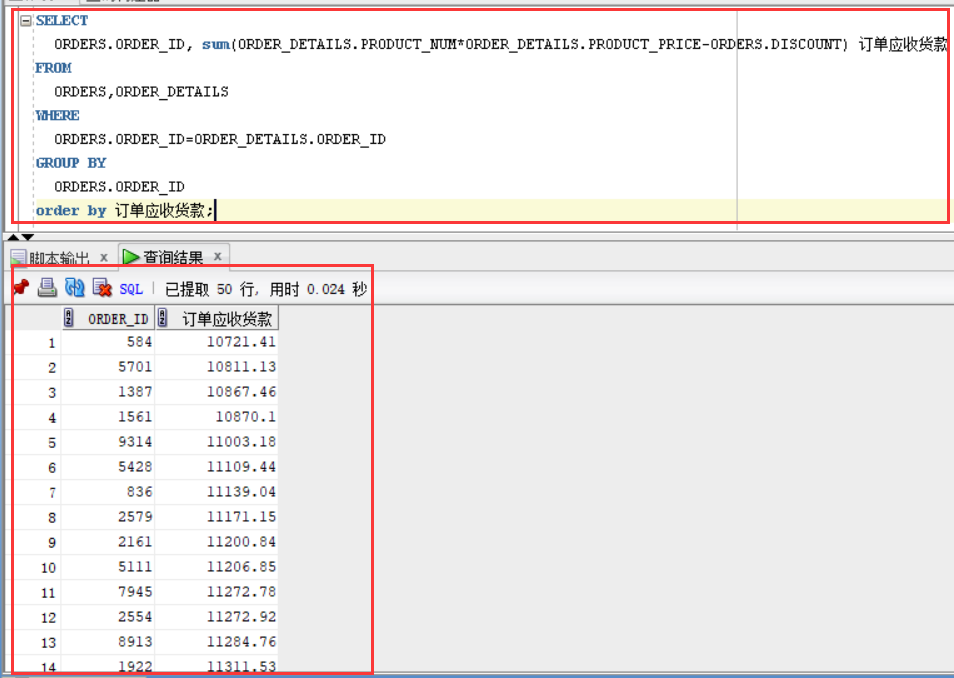 SELECT
ORDERS.ORDER_ID, sum(ORDER_DETAILS.PRODUCT_NUM*ORDER_DETAILS.PRODUCT_PRICE-ORDERS.DISCOUNT) 订单应收货款
FROM
ORDERS,ORDER_DETAILS
WHERE
ORDERS.ORDER_ID=ORDER_DETAILS.ORDER_ID
GROUP BY
ORDERS.ORDER_ID
order by 订单应收货款;
脚本输出 x 查询结果 x
SQL | 已提取 50 行, 用时 0.024 秒
ORDER_ID 订单应收货款
1 584 10721.41
2 5701 10811.13
3 1387 10867.46
4 1561 10870.1
5 9314 11003.18
6 5428 11109.44
7 836 11139.04
8 2579 11171.15
9 2161 11200.84
10 5111 11206.85
11 7945 11272.78
12 2554 11272.92
13 8913 11284.76
14 1922 11311.53